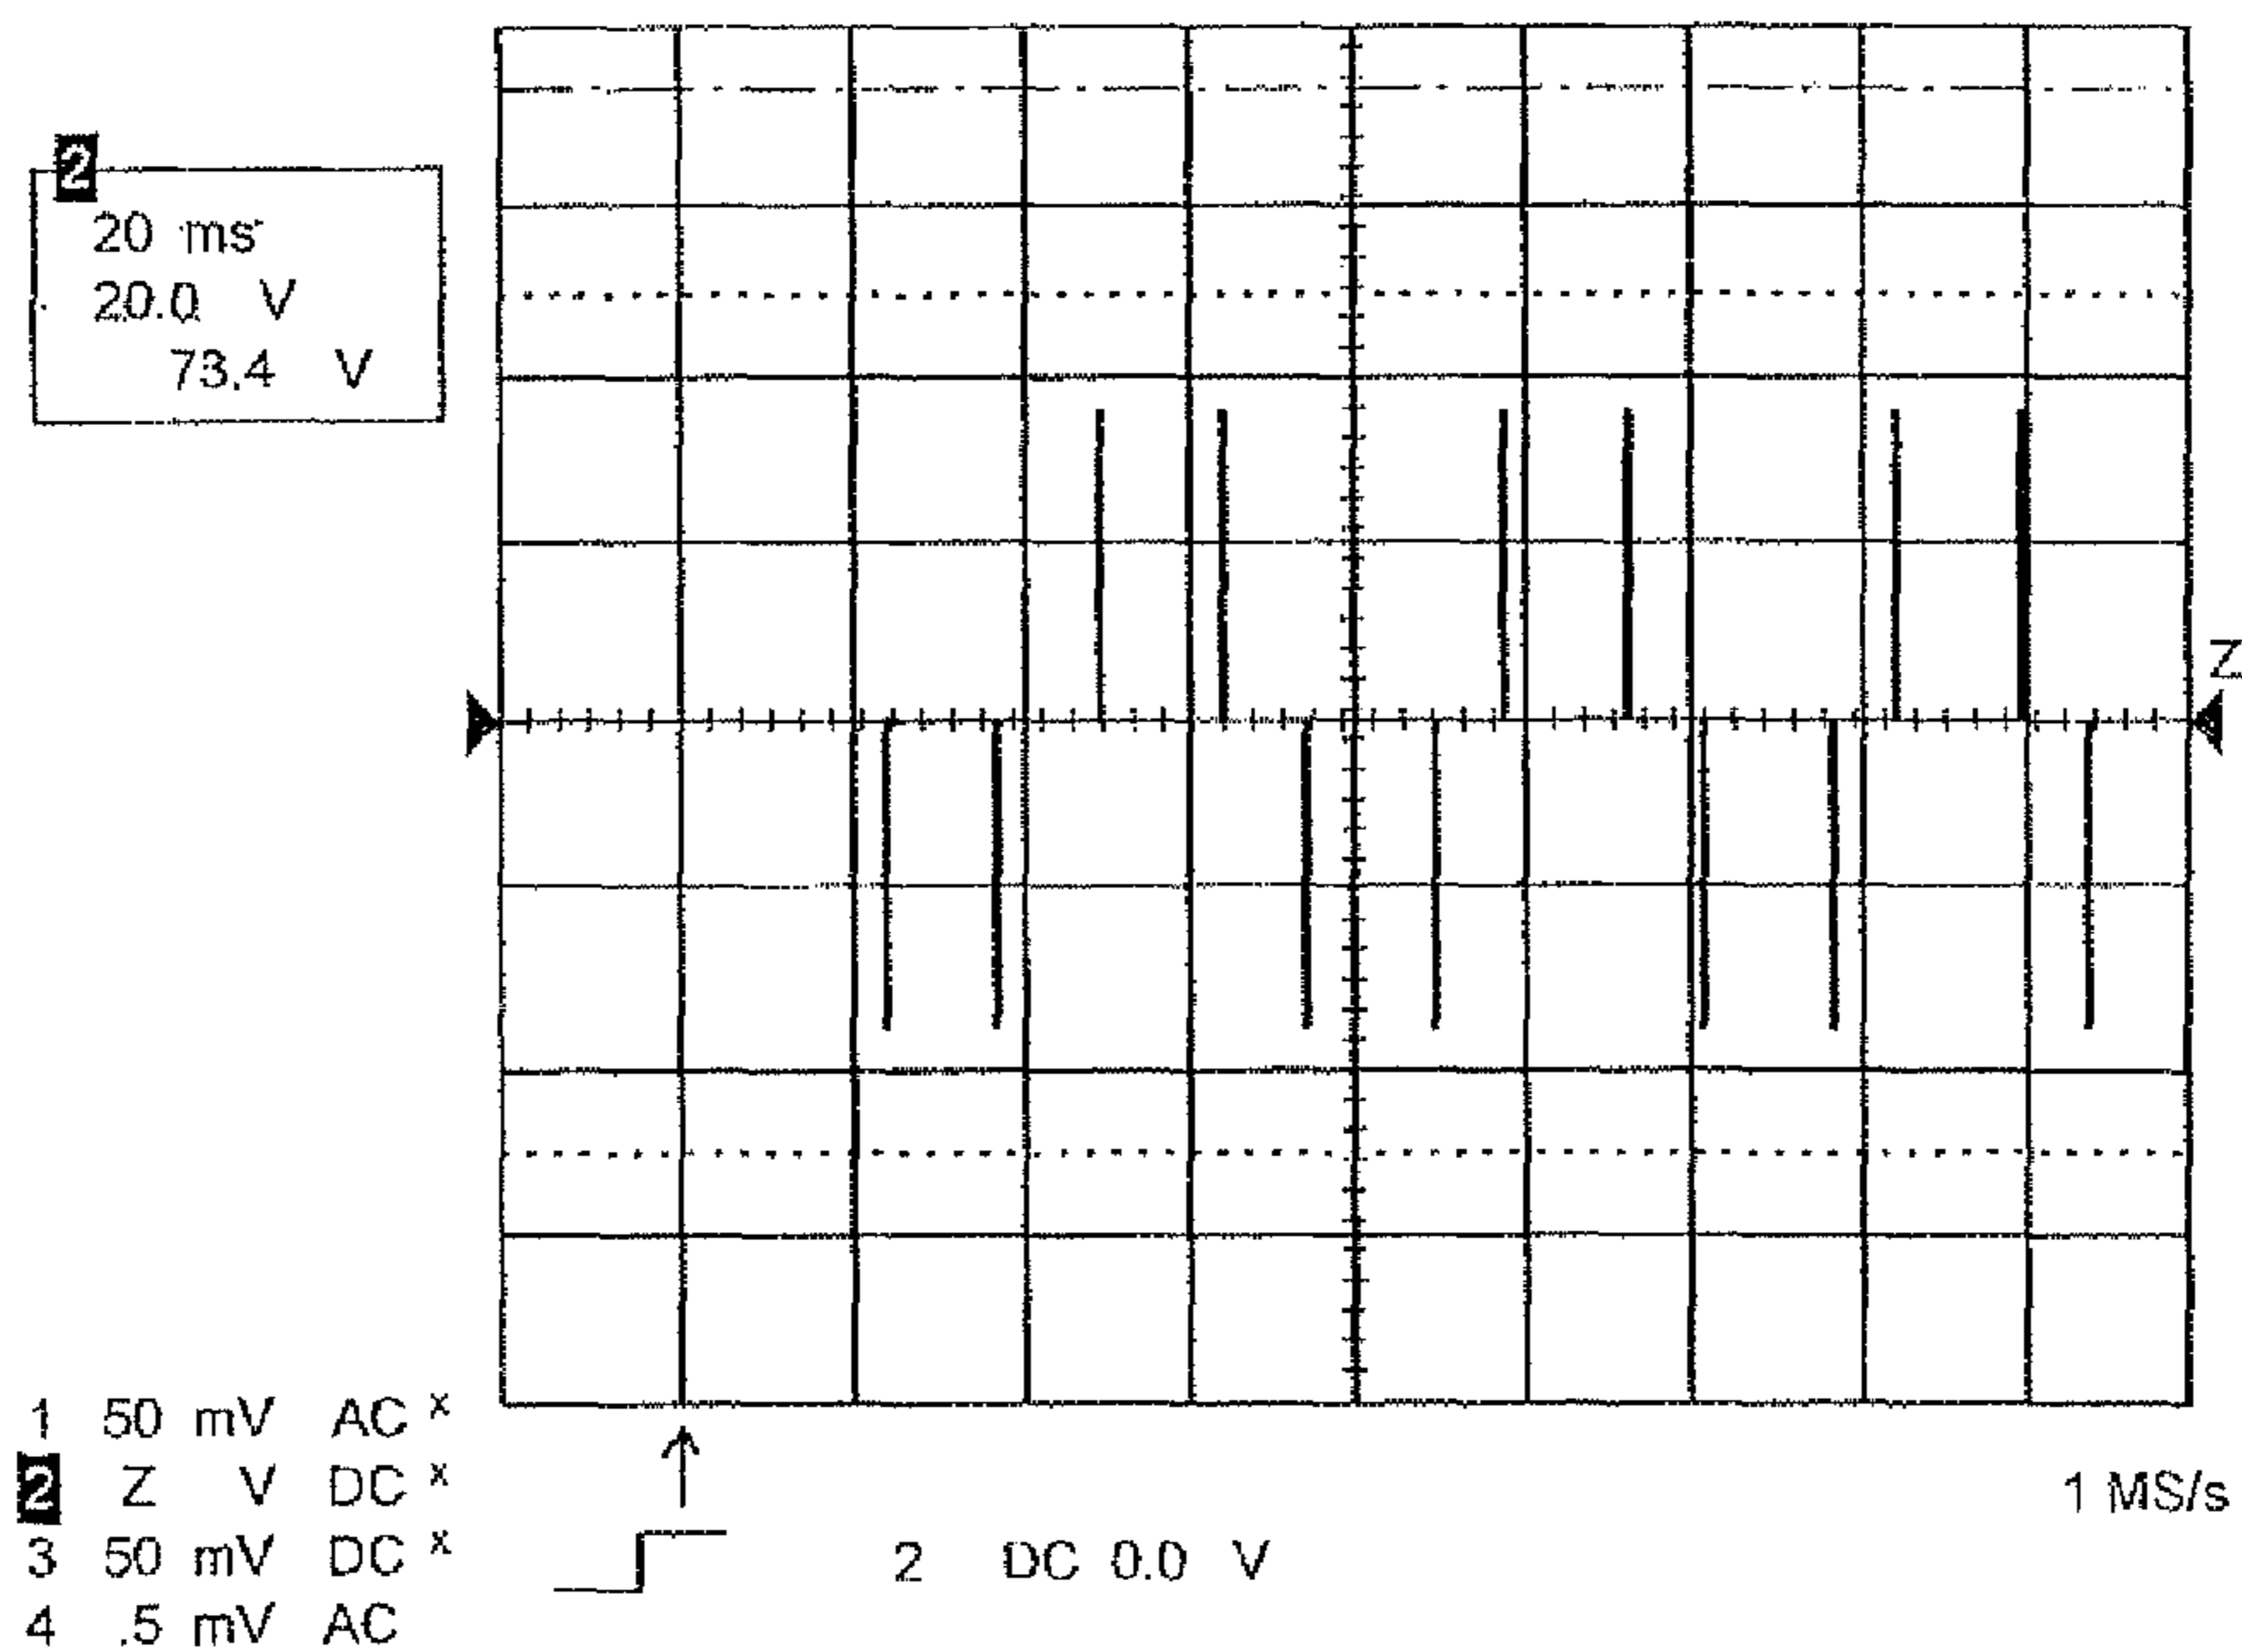 2
20 ms
20.0 V
73.4 V
Z
1 50 mV AC x
2 Z V DC x
3 50 mV DC x
4 .5 mV AC
2 DC 0.0 V
1 MS/s